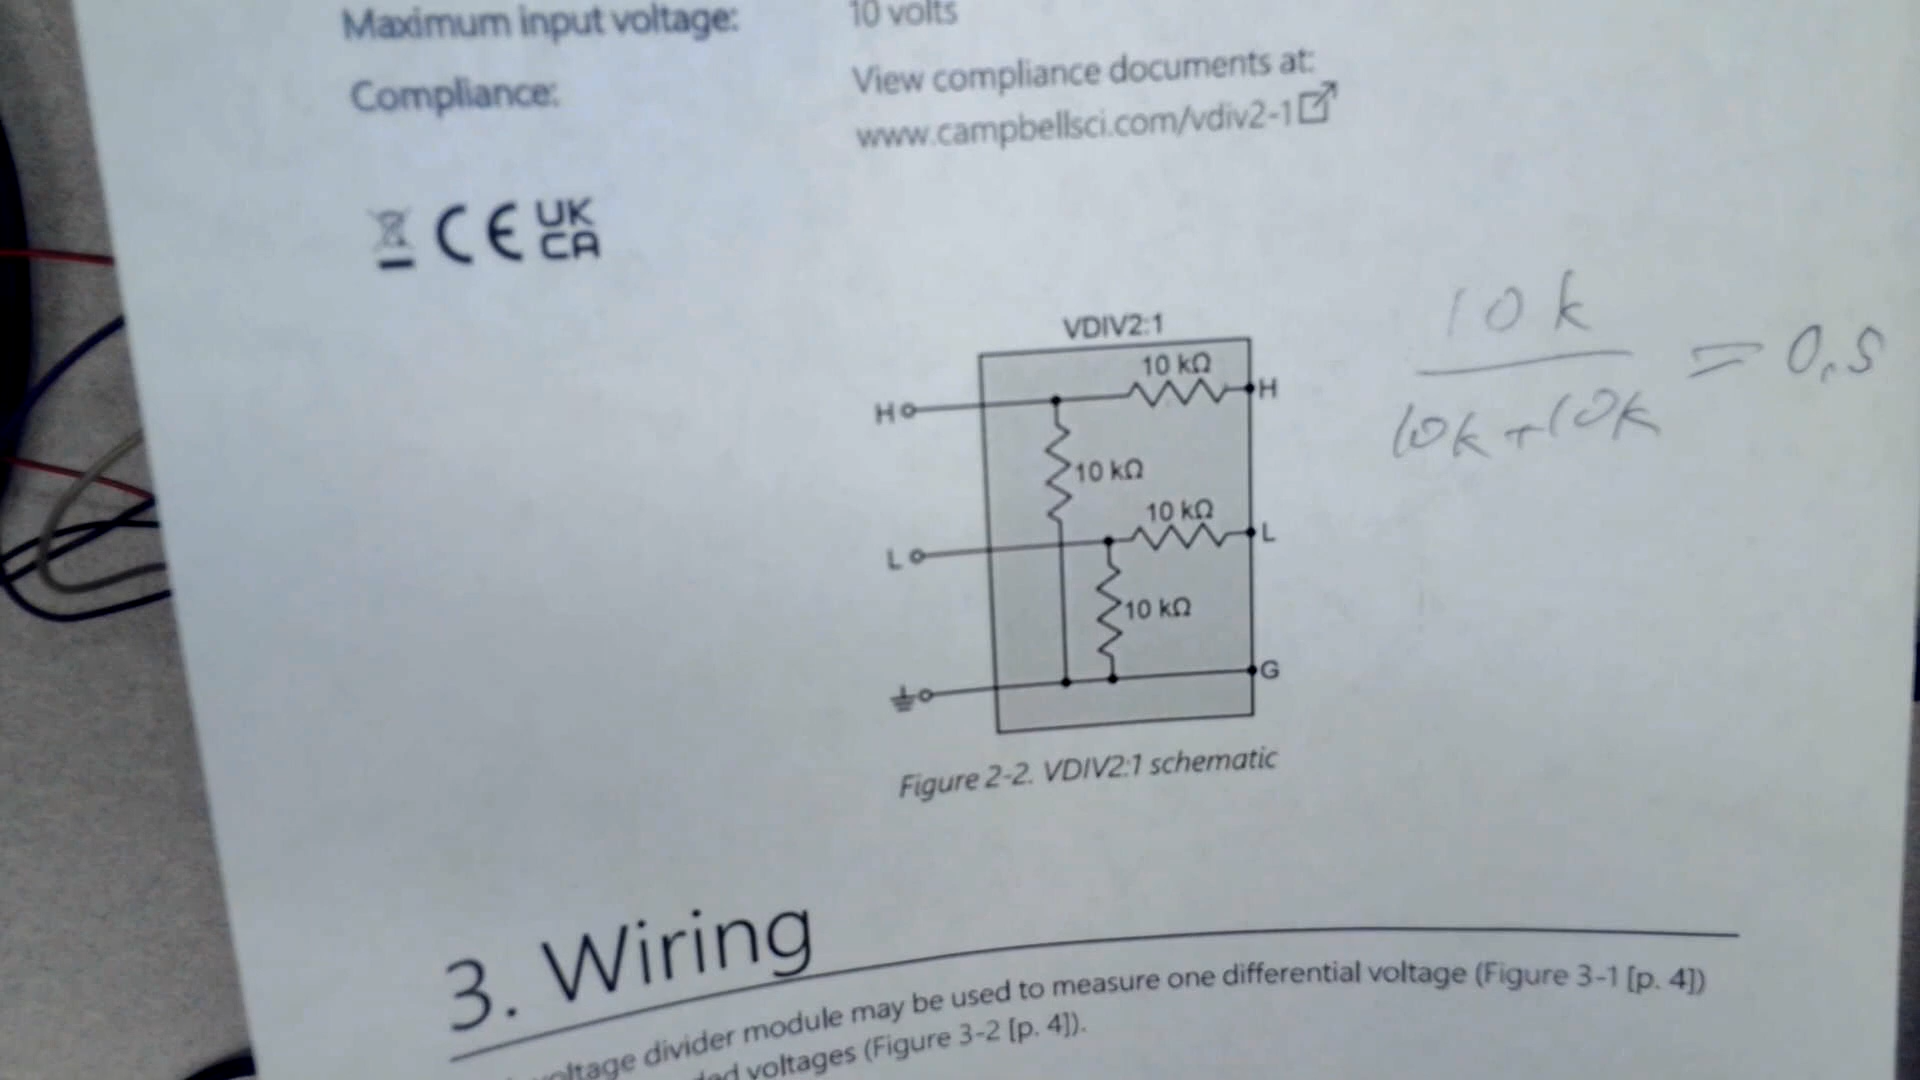 Maximum input voltage: 10 volts
Compliance: View compliance documents at:
www.campbellsci.com/vdiv2-1
CE UK
CA
VDIV2:1
10 kΩ
H H
10 kΩ
10 kΩ
L L
10 kΩ
G
Figure 2-2. VDIV2:1 schematic
10k
10k+10k = 0.5
3. Wiring
divider module may be used to measure one differential voltage (Figure 3-1 [p. 4])
voltages (Figure 3-2 [p. 4]).